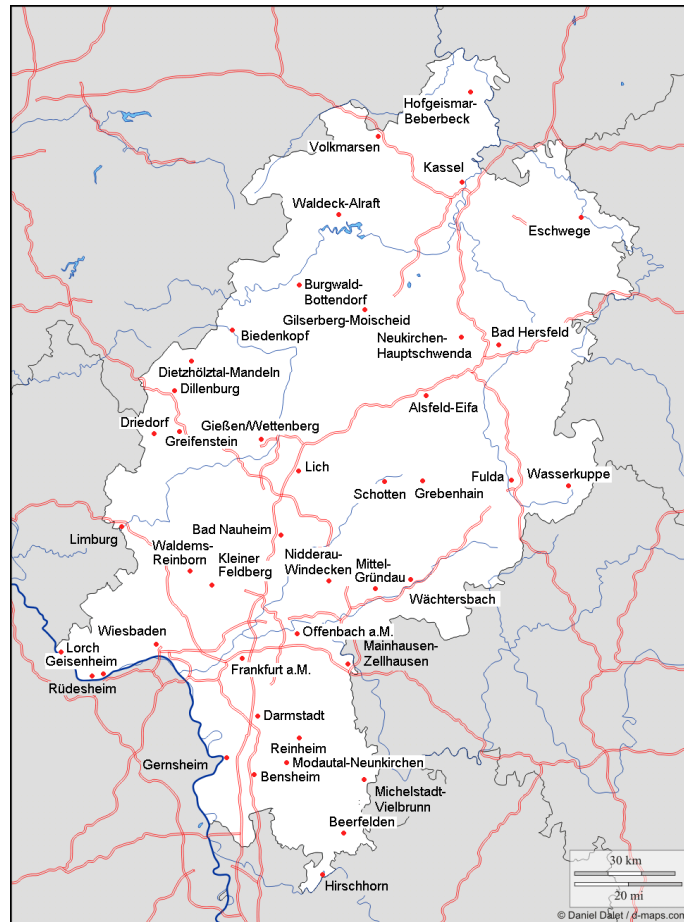 Hofgeismar-
Beberbeck
Volkmarsen
Kassel
Waldeck-Alraft
Eschwege
Burgwald-
Bottendorf
Gilserberg-Moischeid
Biedenkopf
Neukirchen-
Hauptschwenda
Bad Hersfeld
Dietzhölztal-Mandeln
Dillenburg
Alsfeld-Eifa
Driedorf
Gießen/Wettenberg
Greifenstein
Lich
Schotten
Grebenhain
Fulda
Wasserkuppe
Limburg
Bad Nauheim
Waldems-
Reinborn
Kleiner
Feldberg
Nidderau-
Windecken
Mittel-
Gründau
Wächtersbach
Wiesbaden
Offenbach a.M.
Lorch
Geisenheim
Mainhausen-
Zellhausen
Rüdesheim
Frankfurt a.M.
Darmstadt
Reinheim
Gernsheim
Modautal-Neunkirchen
Bensheim
Michelstadt-
Vielbrunn
Beerfelden
Hirschhorn
30 km
20 mi
© Daniel Dalet / d-maps.com